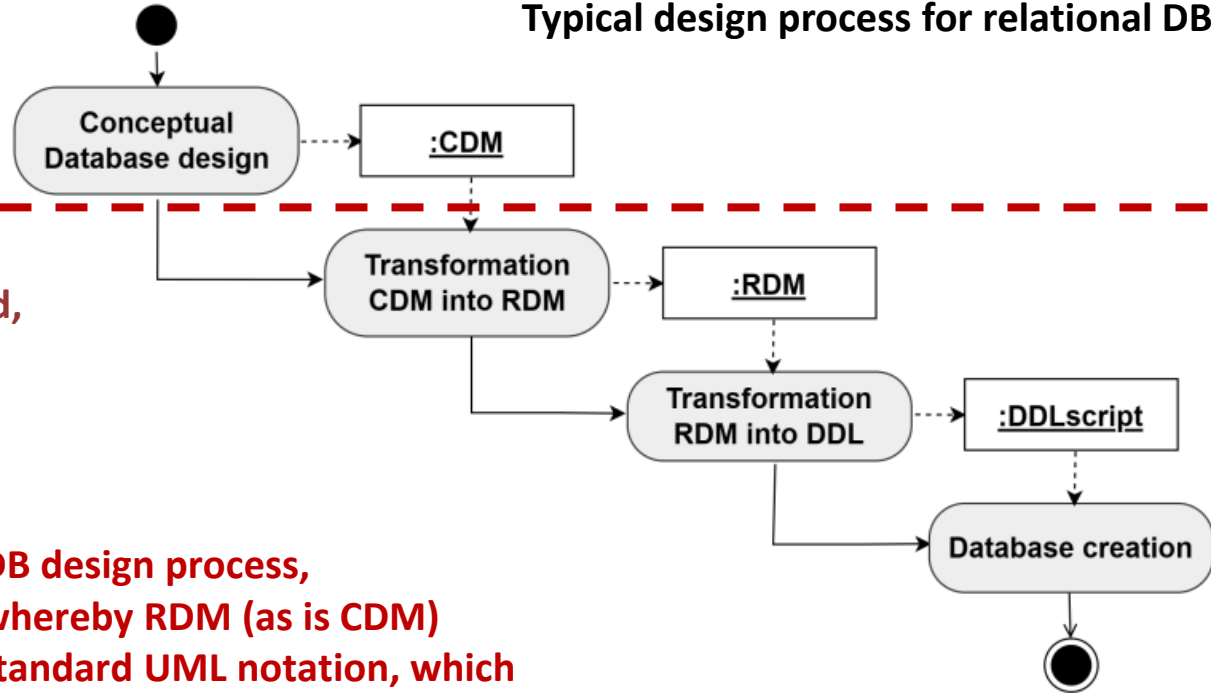 Typical design process for relational DB
Conceptual
Database design
:CDM
Transformation
CDM into RDM
:RDM
Transformation
RDM into DDL
:DDLscript
Database creation
DB design process,
whereby RDM (as is CDM)
standard UML notation, which